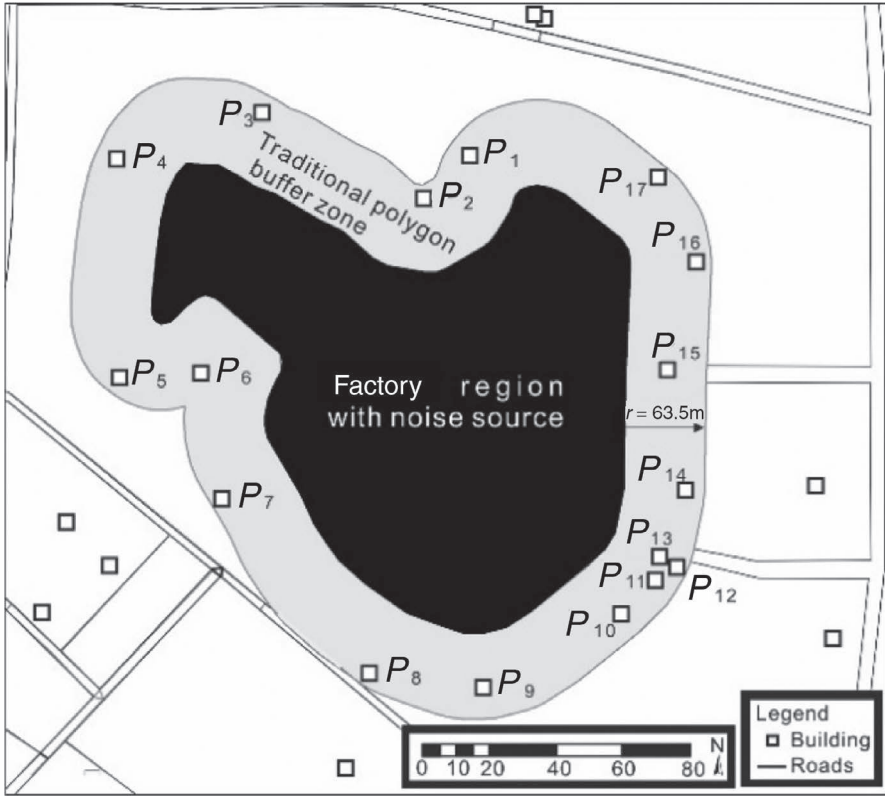 P1
P3
P4
Traditional polygon
buffer zone
P2
P17
P16
P15
P5
P6
Factory region
with noise source
r = 63.5m
P14
P7
P13
P11
P12
P10
P8
P9
0 10 20 40 60 80
N
Legend
Building
Roads